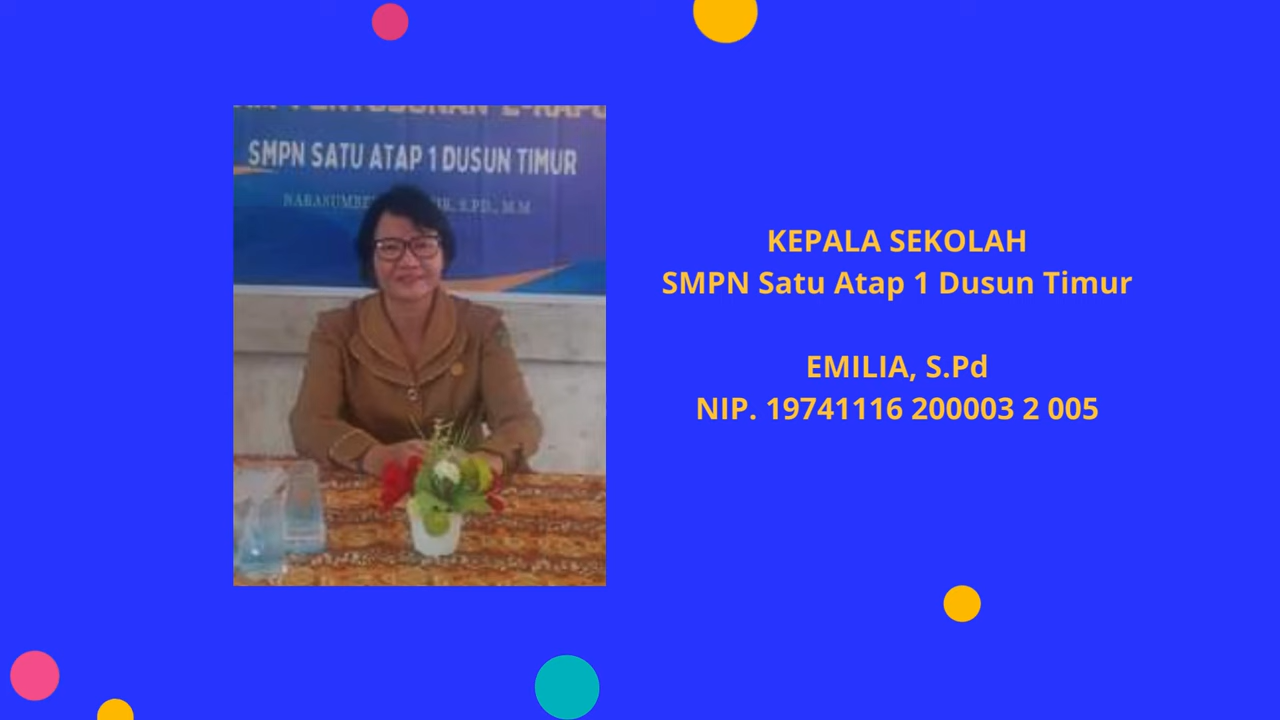 SMPN SATU ATAP 1 DUSUN TIMUR
S.PD., M.M
KEPALA SEKOLAH
SMPN Satu Atap 1 Dusun Timur
EMILIA, S.Pd
NIP. 19741116 200003 2 005